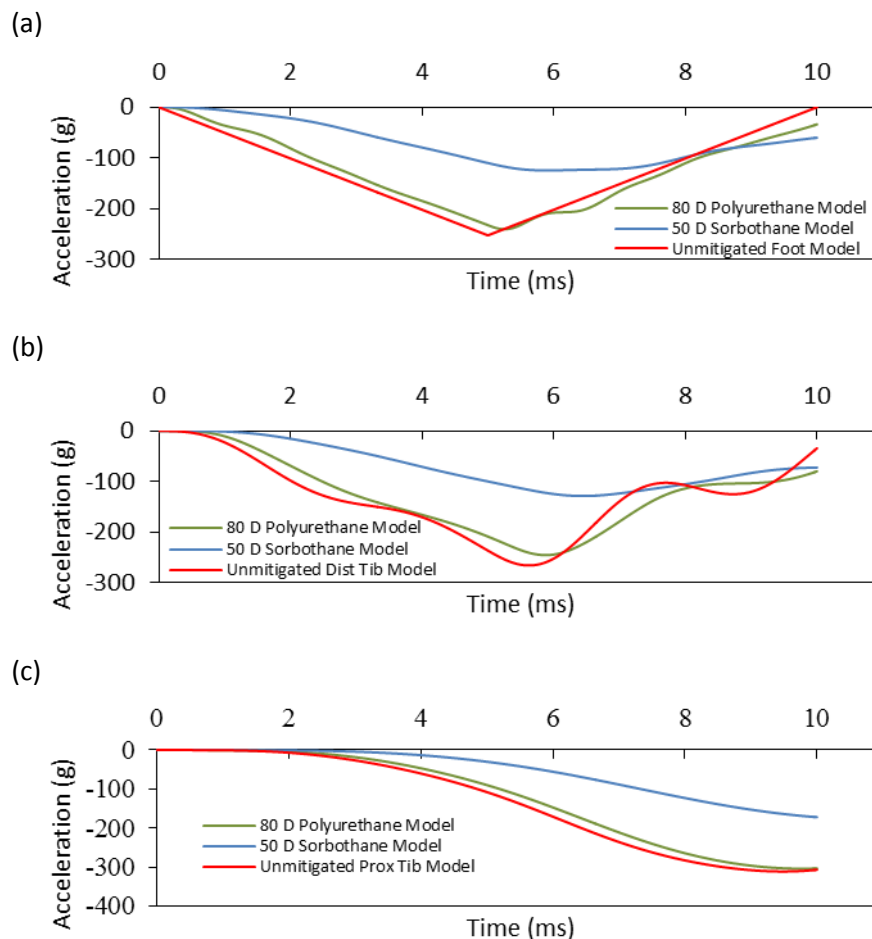 (a)
0 2 4 6 8 10
0
-100
-200
-300
Acceleration (g)
80 D Polyurethane Model
50 D Sorbothane Model
Unmitigated Foot Model
Time (ms)
(b)
0 2 4 6 8 10
0
-100
-200
-300
Acceleration (g)
80 D Polyurethane Model
50 D Sorbothane Model
Unmitigated Dist Tib Model
Time (ms)
(c)
0 2 4 6 8 10
0
-100
-200
-300
-400
Acceleration (g)
80 D Polyurethane Model
50 D Sorbothane Model
Unmitigated Prox Tib Model
Time (ms)